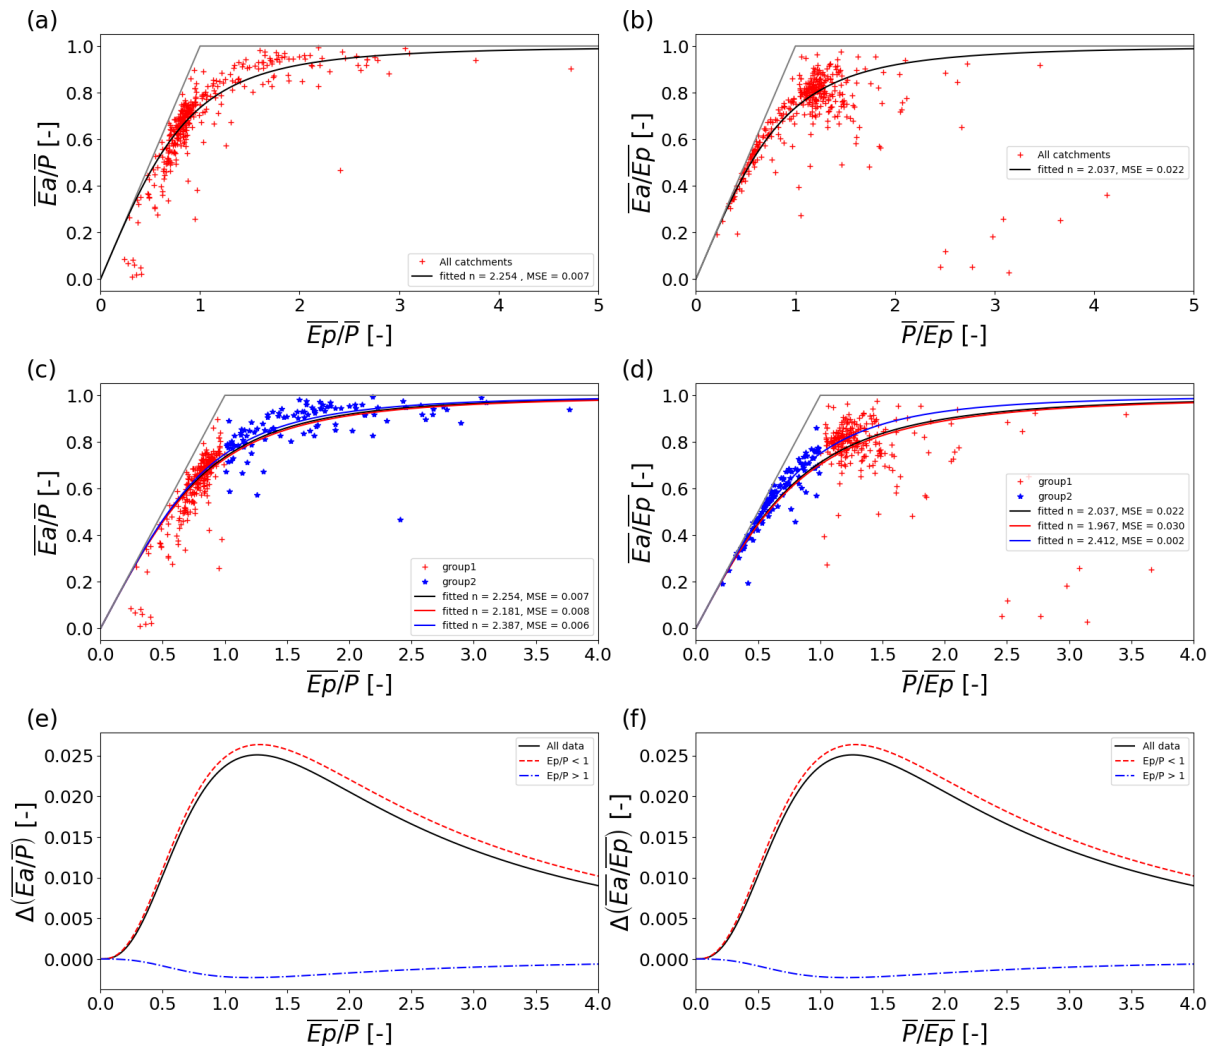 (a)
1.0
0.8
0.6
0.4
0.2
0.0
Ea/P [-]
All catchments
fitted n = 2.254 , MSE = 0.007
0 1 2 3 4 5
Ep/P [-]
(b)
1.0
0.8
0.6
0.4
0.2
0.0
Ea/Ep [-]
All catchments
fitted n = 2.037, MSE = 0.022
0 1 2 3 4 5
P/Ep [-]
(c)
1.0
0.8
0.6
0.4
0.2
0.0
Ea/P [-]
group1
group2
fitted n = 2.254, MSE = 0.007
fitted n = 2.181, MSE = 0.008
fitted n = 2.387, MSE = 0.006
0.0 0.5 1.0 1.5 2.0 2.5 3.0 3.5 4.0
Ep/P [-]
(d)
1.0
0.8
0.6
0.4
0.2
0.0
Ea/Ep [-]
group1
group2
fitted n = 2.037, MSE = 0.022
fitted n = 1.967, MSE = 0.030
fitted n = 2.412, MSE = 0.002
0.0 0.5 1.0 1.5 2.0 2.5 3.0 3.5 4.0
P/Ep [-]
(e)
0.025
0.020
0.015
0.010
0.005
0.000
Δ(Ea/P) [-]
All data
Ep/P < 1
Ep/P > 1
0.0 0.5 1.0 1.5 2.0 2.5 3.0 3.5 4.0
Ep/P [-]
(f)
0.025
0.020
0.015
0.010
0.005
0.000
Δ(Ea/Ep) [-]
All data
Ep/P < 1
Ep/P > 1
0.0 0.5 1.0 1.5 2.0 2.5 3.0 3.5 4.0
P/Ep [-]